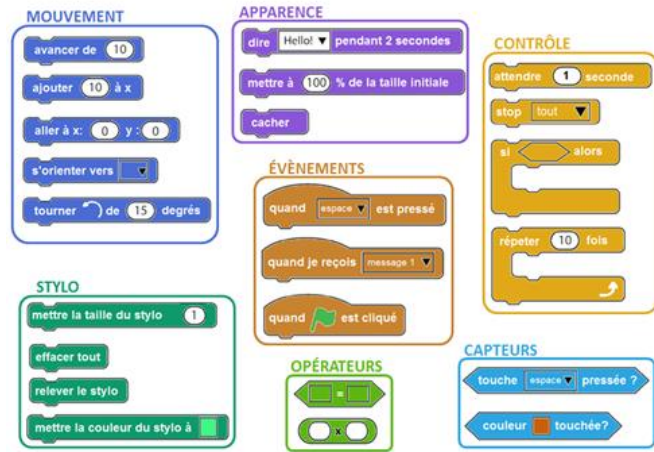 MOUVEMENT
avancer de 10
ajouter 10 à x
aller à x: 0 y : 0
s'orienter vers
tourner de 15 degrés
APPARENCE
dire Hello! pendant 2 secondes
mettre à 100 % de la taille initiale
cacher
CONTRÔLE
attendre 1 seconde
stop tout
si alors
répeter 10 fois
ÉVÈNEMENTS
quand espace est pressé
quand je reçois message 1
quand est cliqué
STYLO
mettre la taille du stylo 1
effacer tout
relever le stylo
mettre la couleur du stylo à
OPÉRATEURS
=
x
CAPTEURS
touche espace pressée ?
couleur touchée?